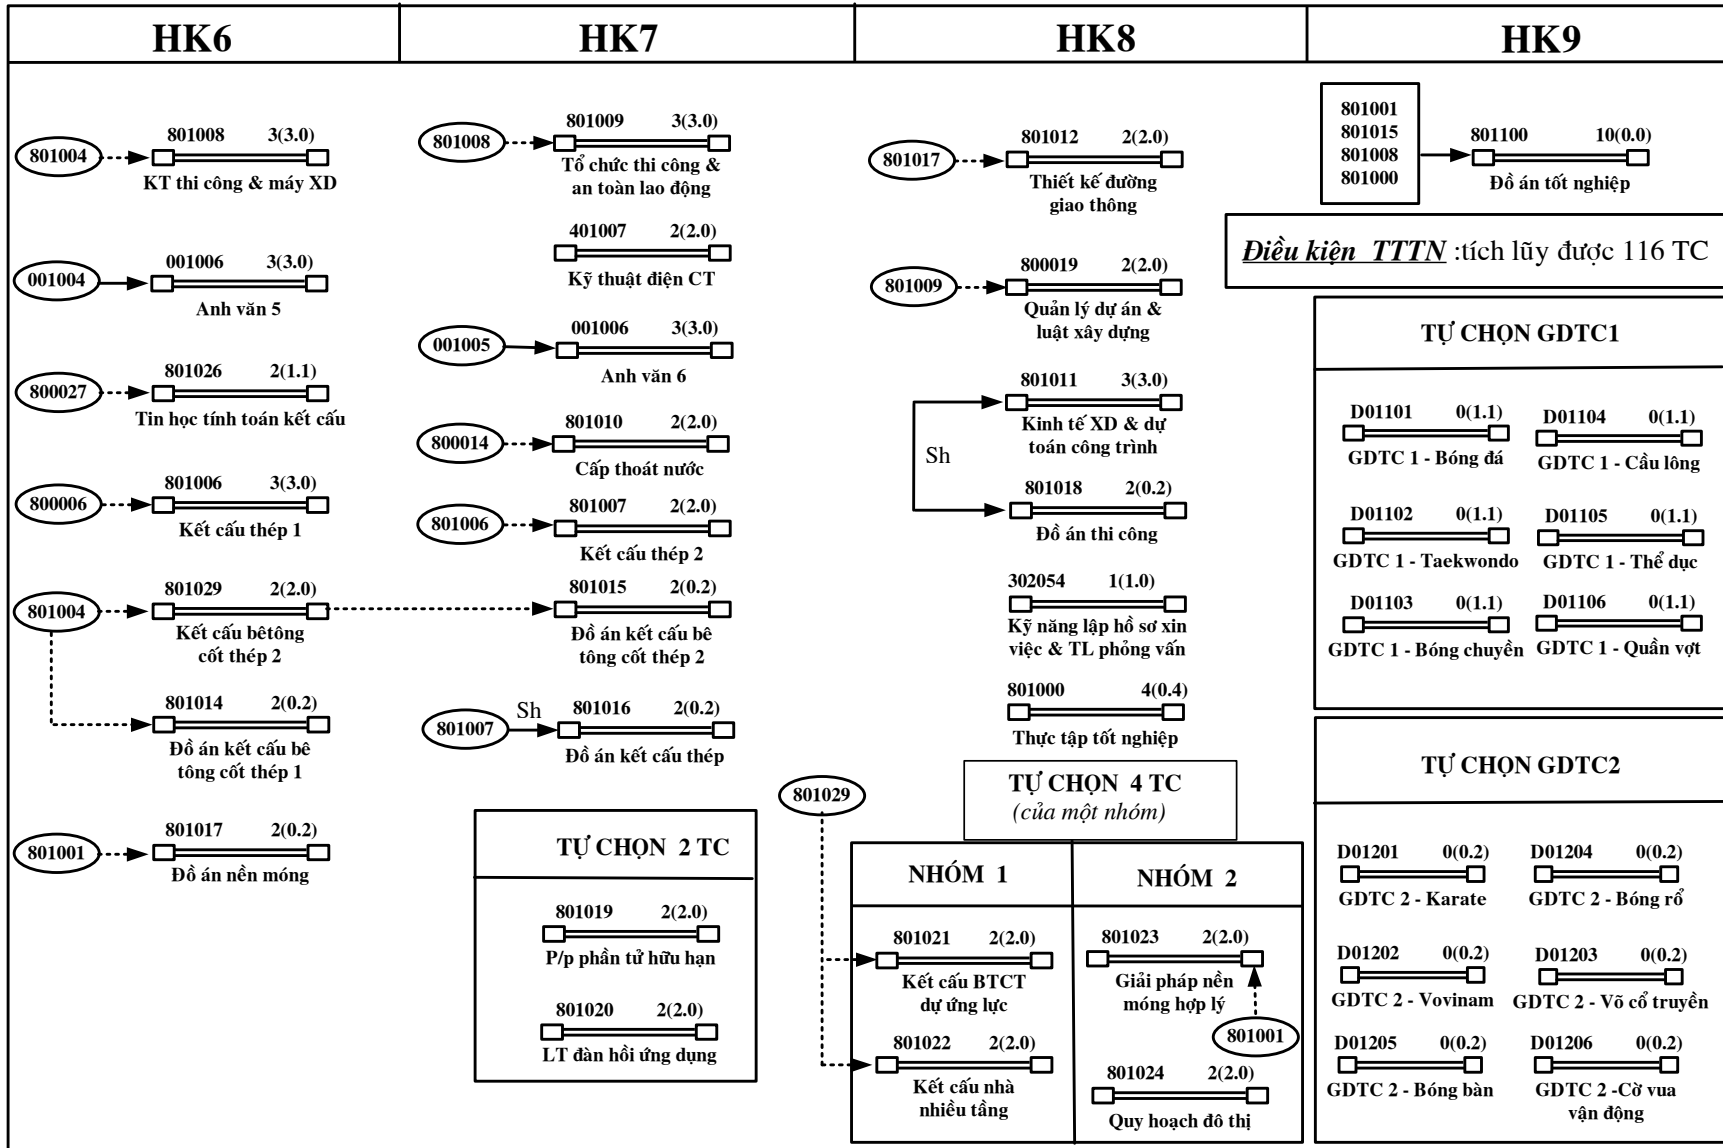 HK6
HK7
HK8
HK9
801004
801008 3(3.0)
KT thi công & máy XD
001004
001006 3(3.0)
Anh văn 5
800027
801026 2(1.1)
Tin học tính toán kết cấu
800006
801006 3(3.0)
Kết cấu thép 1
801004
801029 2(2.0)
Kết cấu bêtông
cốt thép 2
801014 2(0.2)
Đồ án kết cấu bê
tông cốt thép 1
801001
801017 2(0.2)
Đồ án nền móng
801008
801009 3(3.0)
Tổ chức thi công &
an toàn lao động
401007 2(2.0)
Kỹ thuật điện CT
001005
001006 3(3.0)
Anh văn 6
800014
801010 2(2.0)
Cấp thoát nước
801006
801007 2(2.0)
Kết cấu thép 2
801015 2(0.2)
Đồ án kết cấu bê
tông cốt thép 2
801007
Sh
801016 2(0.2)
Đồ án kết cấu thép
TỰ CHỌN 2 TC
801019 2(2.0)
P/p phần tử hữu hạn
801020 2(2.0)
LT đàn hồi ứng dụng
801017
801012 2(2.0)
Thiết kế đường
giao thông
801009
800019 2(2.0)
Quản lý dự án &
luật xây dựng
801011 3(3.0)
Kinh tế XD & dự
toán công trình
Sh
801018 2(0.2)
Đồ án thi công
302054 1(1.0)
Kỹ năng lập hồ sơ xin
việc & TL phỏng vấn
801000 4(0.4)
Thực tập tốt nghiệp
801029
TỰ CHỌN 4 TC
(của một nhóm)
NHÓM 1
801021 2(2.0)
Kết cấu BTCT
dự ứng lực
801022 2(2.0)
Kết cấu nhà
nhiều tầng
NHÓM 2
801023 2(2.0)
Giải pháp nền
móng hợp lý
801001
801024 2(2.0)
Quy hoạch đô thị
801001
801015
801008
801000
801100 10(0.0)
Đồ án tốt nghiệp
Điều kiện TTTN :tích lũy được 116 TC
TỰ CHỌN GDTC1
D01101 0(1.1)
GDTC 1 - Bóng đá
D01104 0(1.1)
GDTC 1 - Cầu lông
D01102 0(1.1)
GDTC 1 - Taekwondo
D01105 0(1.1)
GDTC 1 - Thể dục
D01103 0(1.1)
GDTC 1 - Bóng chuyền
D01106 0(1.1)
GDTC 1 - Quần vợt
TỰ CHỌN GDTC2
D01201 0(0.2)
GDTC 2 - Karate
D01204 0(0.2)
GDTC 2 - Bóng rổ
D01202 0(0.2)
GDTC 2 - Vovinam
D01203 0(0.2)
GDTC 2 - Võ cổ truyền
D01205 0(0.2)
GDTC 2 - Bóng bàn
D01206 0(0.2)
GDTC 2 -Cờ vua
vận động